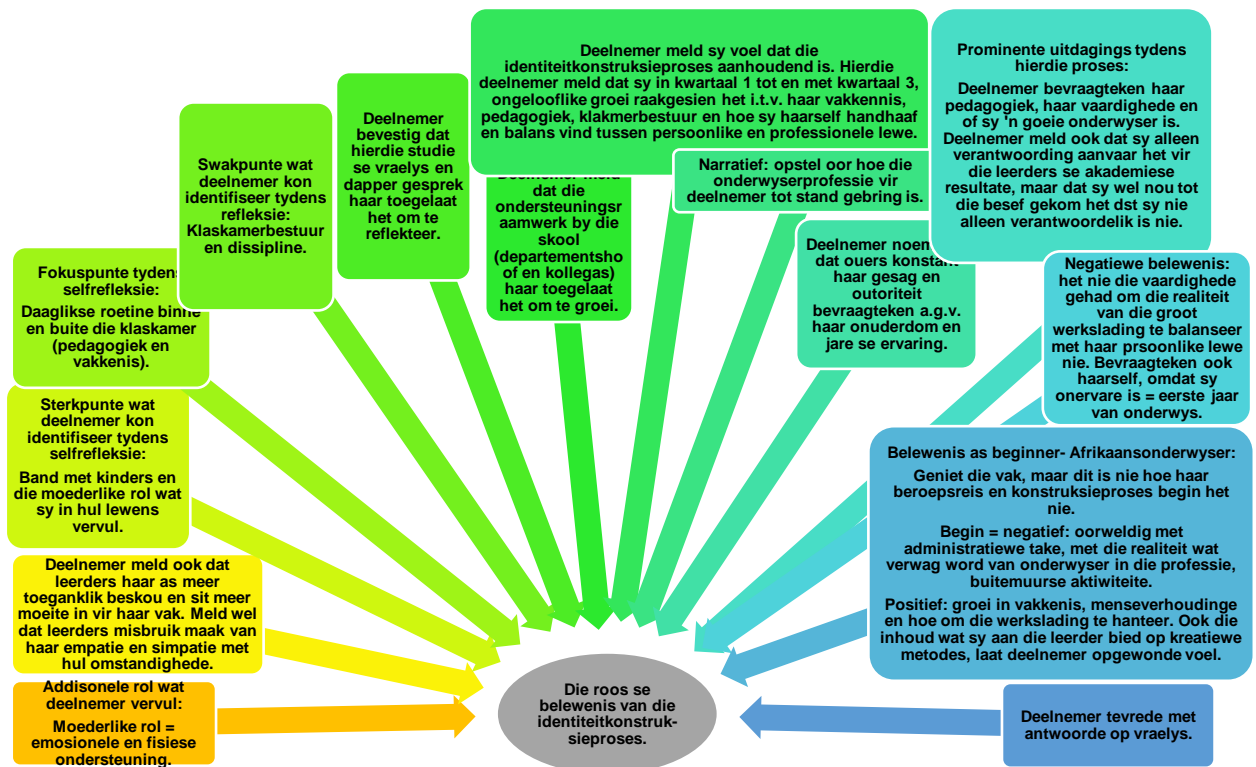 Addisonele rol wat
deelnemer vervul:
Moederlike rol =
emosionele en fisiese
ondersteuning.
Deelnemer meld ook dat
leerders haar as meer
toeganklik beskou en sit meer
moeite in vir haar vak. Meld wel
dat leerders misbruik maak van
haar empatie en simpatie met
hul omstandighede.
Sterkpunte wat
deelnemer kon
identifiseer tydens
selfrefleksie:
Band met kinders en
die moederlike rol wat
sy in hul lewens
vervul.
Fokuspunte tydens
selfrefleksie:
Daaglikse roetine binne
en buite die klaskamer
(pedagogiek en
vakkenis).
Swakpunte wat
deelnemer kon
identifiseer tydens
refleksie:
Klaskamerbestuur
en dissipline.
Deelnemer
bevestig dat
hierdie studie
se vraelys en
dapper gesprek
haar toegelaat
het om te
reflekteer.
Deelnemer meld
dat die
ondersteuningsr
aamwerk by die
skool
(departementsho
of en kollegas)
haar toegelaat
het om te groei.
Deelnemer meld sy voel dat die
identiteitkonstruksieproses aanhoudend is. Hierdie
deelnemer meld dat sy in kwartaal 1 tot en met kwartaal 3,
ongelooflike groei raakgesien het i.t.v. haar vakkennis,
pedagogiek, klakmerbestuur en hoe sy haarself handhaaf
en balans vind tussen persoonlike en professionele lewe.
Narratief: opstel oor hoe die
onderwyserprofessie vir
deelnemer tot stand gebring is.
Deelnemer noem
dat ouers konstant
haar gesag en
outoriteit
bevraagteken a.g.v.
haar onuderdom en
jare se ervaring.
Prominente uitdagings tydens
hierdie proses:
Deelnemer bevraagteken haar
pedagogiek, haar vaardighede en
of sy 'n goeie onderwyser is.
Deelnemer meld ook dat sy alleen
verantwoording aanvaar het vir
die leerders se akademiese
resultate, maar dat sy wel nou tot
die besef gekom het dst sy nie
alleen verantwoordelik is nie.
Negatiewe belewenis:
het nie die vaardighede
gehad om die realiteit
van die groot
werkslading te balanseer
met haar prsoonlike lewe
nie. Bevraagteken ook
haarself, omdat sy
onervare is = eerste jaar
van onderwys.
Belewenis as beginner- Afrikaansonderwyser:
Geniet die vak, maar dit is nie hoe haar
beroepsreis en konstruksieproses begin het
nie.
Begin = negatief: oorweldig met
administratiewe take, met die realiteit wat
verwag word van onderwyser in die professie,
buitemuurse aktiwiteite.
Positief: groei in vakkenis, menseverhoudinge
en hoe om die werkslading te hanteer. Ook die
inhoud wat sy aan die leerder bied op kreatiewe
metodes, laat deelnemer opgewonde voel.
Deelnemer tevrede met
antwoorde op vraelys.
Die roos se
belewenis van die
identiteitkonstruk-
sieproses.